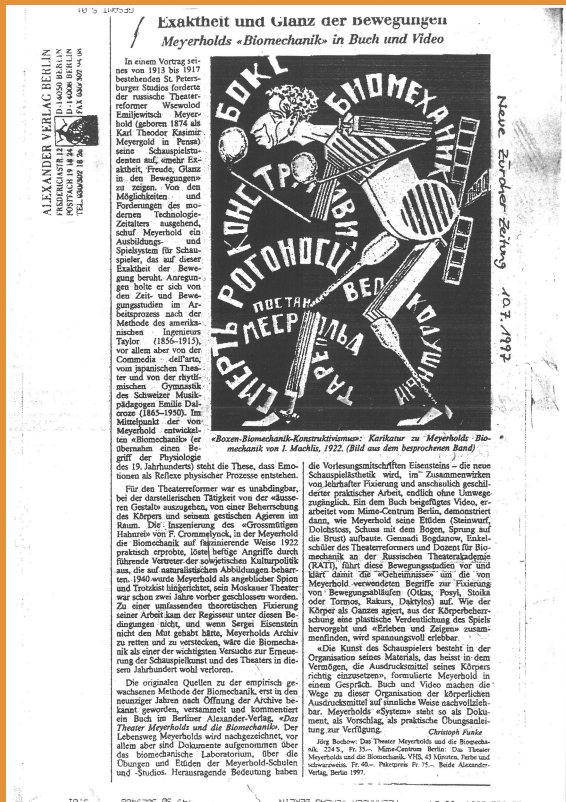 Exaktheit und Glanz der Bewegungen
Meyerholds «Biomechanik» in Buch und Video
ALEXANDER VERLAG BERLIN
FREDERICIASTR. 12
D-14050 BERLIN
POSTFACH 19 18 24
D-14008 BERLIN
TEL. 030/302 18 26
FAX 030/302 94 08
Neue Zürcher Zeitung 10.7.1997
In einem Vortrag sei-
nes von 1913 bis 1917
bestehenden St. Peters-
burger Studios forderte
der russische Theater-
reformer Wsewolod
Emiljewitsch Meyer-
hold (geboren 1874 als
Karl Theodor Kasimir
Meyergold in Pensa)
seine Schauspielstu-
denten auf, «mehr Ex-
aktheit, Freude, Glanz
in den Bewegungen»
zu zeigen. Von den
Möglichkeiten und
Forderungen des mo-
dernen Technologie-
Zeitalters ausgehend,
schuf Meyerhold ein
Ausbildungs- und
Spielsystem für Schau-
spieler, das auf dieser
Exaktheit der Bewe-
gung beruht. Anregun-
gen holte er sich von
den Zeit- und Bewe-
gungsstudien im Ar-
beitsprozess nach der
Methode des amerika-
nischen Ingenieurs
Taylor (1856–1915),
vor allem aber von der
Commedia dell'arte,
vom japanischen Thea-
ter und von der rhyth-
mischen Gymnastik
des Schweizer Musik-
pädagogen Emilie Dal-
croze (1865–1950). Im
Mittelpunkt der von
Meyerhold entwickel-
ten «Biomechanik» (er
übernahm einen Be-
griff der Physiologie
des 19. Jahrhunderts) steht die These, dass Emo-
tionen als Reflexe physischer Prozesse entstehen.
БОКС
БИОМЕХАНИК
КОНСТРУКТИВИ
РОГОНОСЦ
ПОСТАН
МЕЕРХОЛЬД
СМЕРТЬ
ТАРЕ
ВЕЛ
КОДУШНЫЙ
«Boxen-Biomechanik-Konstruktivismus»: Karikatur zu Meyerholds Bio-
mechanik von I. Machlis, 1922. (Bild aus dem besprochenen Band)
Für den Theaterreformer war es unabdingbar,
bei der darstellerischen Tätigkeit von der «äusse-
ren Gestalt» auszugehen, von einer Beherrschung
des Körpers und seinem gestischen Agieren im
Raum. Die Inszenierung des «Grossmütigen
Hahnrei» von F. Crommelynck, in der Meyerhold
die Biomechanik auf faszinierende Weise 1922
praktisch erprobte, löste heftige Angriffe durch
führende Vertreter der sowjetischen Kulturpolitik
aus, die auf naturalistischen Abbildungen beharr-
ten. 1940 wurde Meyerhold als angeblicher Spion
und Trotzkist hingerichtet, sein Moskauer Theater
war schon zwei Jahre vorher geschlossen worden.
Zu einer umfassenden theoretischen Fixierung
seiner Arbeit kam der Regisseur unter diesen Be-
dingungen nicht, und wenn Sergei Eisenstein
nicht den Mut gehabt hätte, Meyerholds Archiv
zu retten und zu verstecken, wäre die Biomecha-
nik als einer der wichtigsten Versuche zur Erneue-
rung der Schauspielkunst und des Theaters in die-
sem Jahrhundert wohl verloren.
Die originalen Quellen zu der empirisch ge-
wachsenen Methode der Biomechanik, erst in den
neunziger Jahren nach Öffnung der Archive be-
kannt geworden, versammelt und kommentiert
ein Buch im Berliner Alexander-Verlag, «Das
Theater Meyerholds und die Biomechanik». Der
Lebensweg Meyerholds wird nachgezeichnet, vor
allem aber sind Dokumente aufgenommen über
das biomechanische Laboratorium, über die
Übungen und Etüden der Meyerhold-Schulen
und -Studios. Herausragende Bedeutung haben
die Vorlesungsmitschriften Eisensteins – die neue
Schauspielästhetik wird, im Zusammenwirken
von lehrhafter Fixierung und anschaulich geschil-
derter praktischer Arbeit, endlich ohne Umwege
zugänglich. Ein dem Buch beigefügtes Video, er-
arbeitet vom Mime-Centrum Berlin, demonstriert
dann, wie Meyerhold seine Etüden (Steinwurf,
Dolchstoss, Schuss mit dem Bogen, Sprung auf
die Brust) aufbaute. Gennadi Bogdanow, Enkel-
schüler des Theaterreformers und Dozent für Bio-
mechanik an der Russischen Theaterakademie
(RATI), führt diese Bewegungsstudien vor und
klärt damit die «Geheimnisse» um die von
Meyerhold verwendeten Begriffe zur Fixierung
von Bewegungsabläufen (Otkas, Posyl, Stoika
oder Tormos, Rakurs, Daktylos) auf. Wie der
Körper als Ganzes agiert, aus der Körperbeherr-
schung eine plastische Verdeutlichung des Spiels
hervorgeht und «Erleben und Zeigen» zusam-
menfinden, wird spannungsvoll erlebbar.
«Die Kunst des Schauspielers besteht in der
Organisation seines Materials, das heisst in dem
Vermögen, die Ausdrucksmittel seines Körpers
richtig einzusetzen», formulierte Meyerhold in
einem Gespräch. Buch und Video machen die
Wege zu dieser Organisation der körperlichen
Ausdrucksmittel auf sinnliche Weise nachvollzieh-
bar. Meyerholds «System» steht so als Doku-
ment, als Vorschlag, als praktische Übungsanlei-
tung zur Verfügung.
Christoph Funke
Jörg Bochow: Das Theater Meyerholds und die Biomecha-
nik. 224 S., Fr. 35.–. Mime-Centrum Berlin: Das Theater
Meyerholds und die Biomechanik. VHS, 43 Minuten, Farbe und
schwarzweiss. Fr. 40.–. Paketpreis Fr. 75.–. Beide Alexander-
Verlag, Berlin 1997.